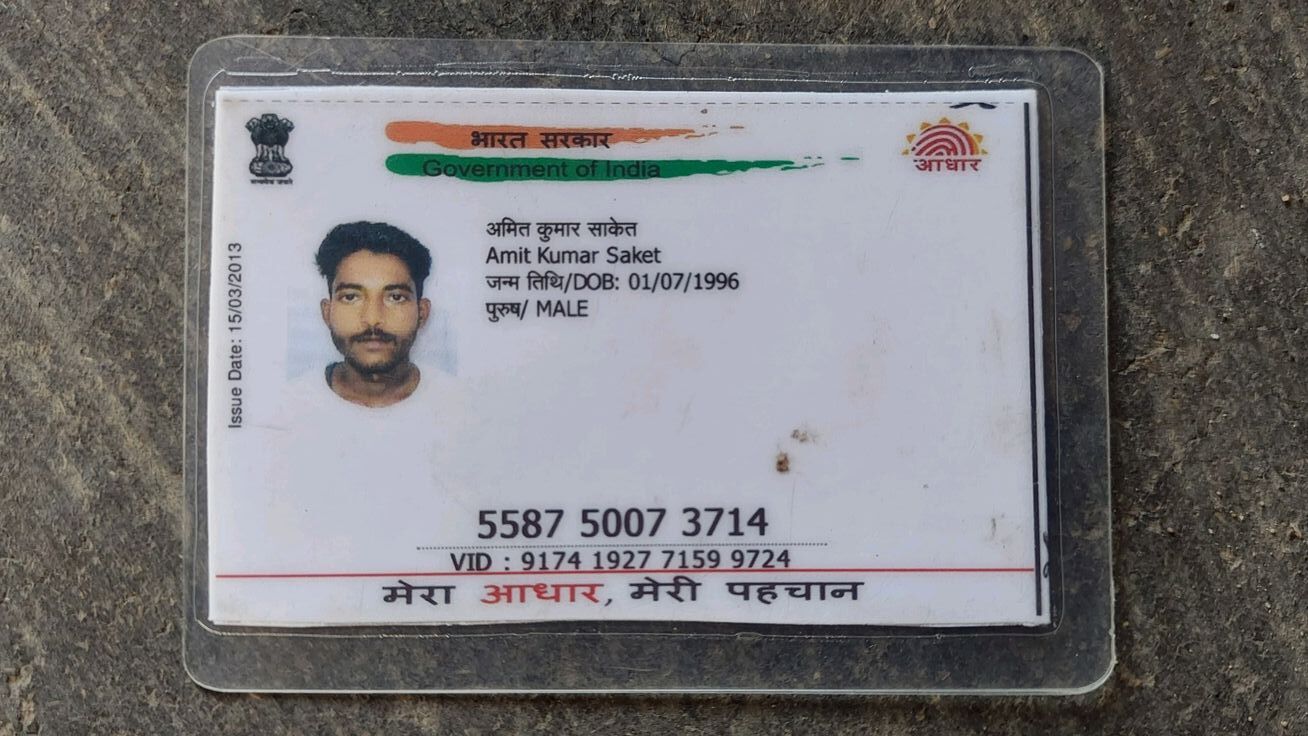 भारत सरकार
Government of India
आधार
सत्यमेव जयते
Issue Date: 15/03/2013
अमित कुमार साकेत
Amit Kumar Saket
जन्म तिथि/DOB: 01/07/1996
पुरुष/ MALE
5587 5007 3714
VID : 9174 1927 7159 9724
मेरा आधार, मेरी पहचान